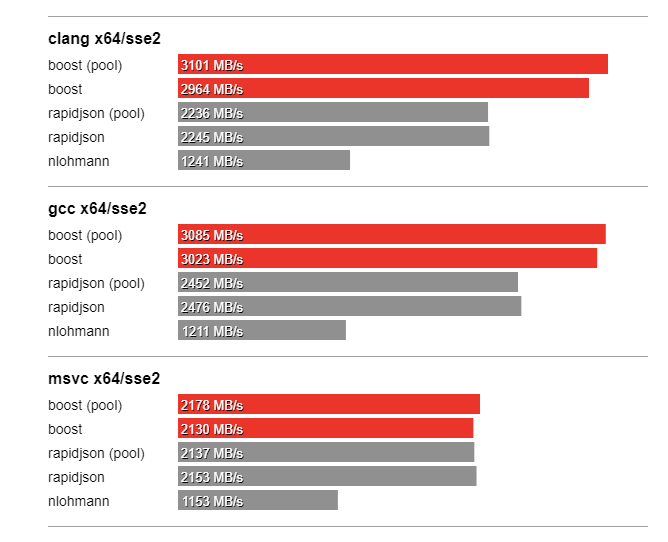 clang x64/sse2
boost (pool) 3101 MB/s
boost 2964 MB/s
rapidjson (pool) 2236 MB/s
rapidjson 2245 MB/s
nlohmann 1241 MB/s
gcc x64/sse2
boost (pool) 3085 MB/s
boost 3023 MB/s
rapidjson (pool) 2452 MB/s
rapidjson 2476 MB/s
nlohmann 1211 MB/s
msvc x64/sse2
boost (pool) 2178 MB/s
boost 2130 MB/s
rapidjson (pool) 2137 MB/s
rapidjson 2153 MB/s
nlohmann 1153 MB/s